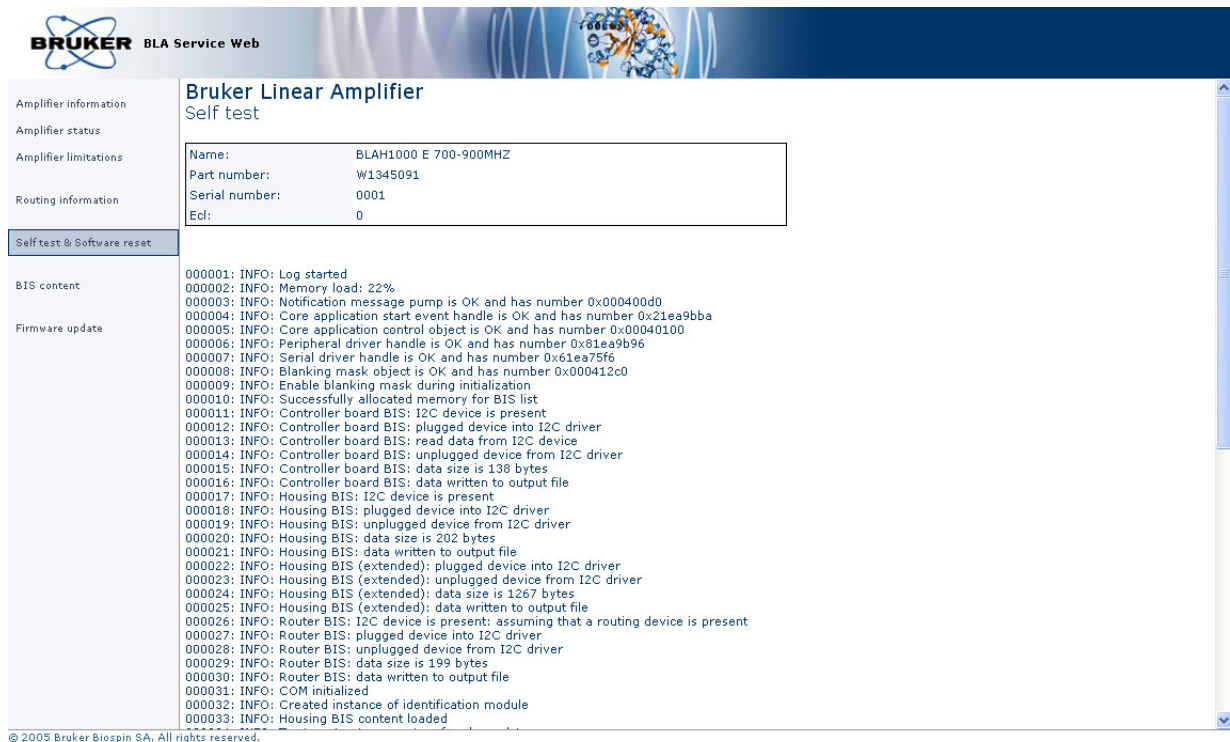 BRUKER BLA Service Web
Amplifier information
Amplifier status
Amplifier limitations
Routing information
Self test & Software reset
BIS content
Firmware update
Bruker Linear Amplifier
Self test
Name: BLAH1000 E 700-900MHZ
Part number: W1345091
Serial number: 0001
Ecl: 0
000001: INFO: Log started
000002: INFO: Memory load: 22%
000003: INFO: Notification message pump is OK and has number 0x000400d0
000004: INFO: Core application start event handle is OK and has number 0x21ea9bba
000005: INFO: Core application control object is OK and has number 0x00040100
000006: INFO: Peripheral driver handle is OK and has number 0x81ea9b96
000007: INFO: Serial driver handle is OK and has number 0x61ea75f6
000008: INFO: Blanking mask object is OK and has number 0x000412c0
000009: INFO: Enable blanking mask during initialization
000010: INFO: Successfully allocated memory for BIS list
000011: INFO: Controller board BIS: I2C device is present
000012: INFO: Controller board BIS: plugged device into I2C driver
000013: INFO: Controller board BIS: read data from I2C device
000014: INFO: Controller board BIS: unplugged device from I2C driver
000015: INFO: Controller board BIS: data size is 138 bytes
000016: INFO: Controller board BIS: data written to output file
000017: INFO: Housing BIS: I2C device is present
000018: INFO: Housing BIS: plugged device into I2C driver
000019: INFO: Housing BIS: unplugged device from I2C driver
000020: INFO: Housing BIS: data size is 202 bytes
000021: INFO: Housing BIS: data written to output file
000022: INFO: Housing BIS (extended): plugged device into I2C driver
000023: INFO: Housing BIS (extended): unplugged device from I2C driver
000024: INFO: Housing BIS (extended): data size is 1267 bytes
000025: INFO: Housing BIS (extended): data written to output file
000026: INFO: Router BIS: I2C device is present: assuming that a routing device is present
000027: INFO: Router BIS: plugged device into I2C driver
000028: INFO: Router BIS: unplugged device from I2C driver
000029: INFO: Router BIS: data size is 199 bytes
000030: INFO: Router BIS: data written to output file
000031: INFO: COM initialized
000032: INFO: Created instance of identification module
000033: INFO: Housing BIS content loaded
© 2005 Bruker Biospin SA. All rights reserved.